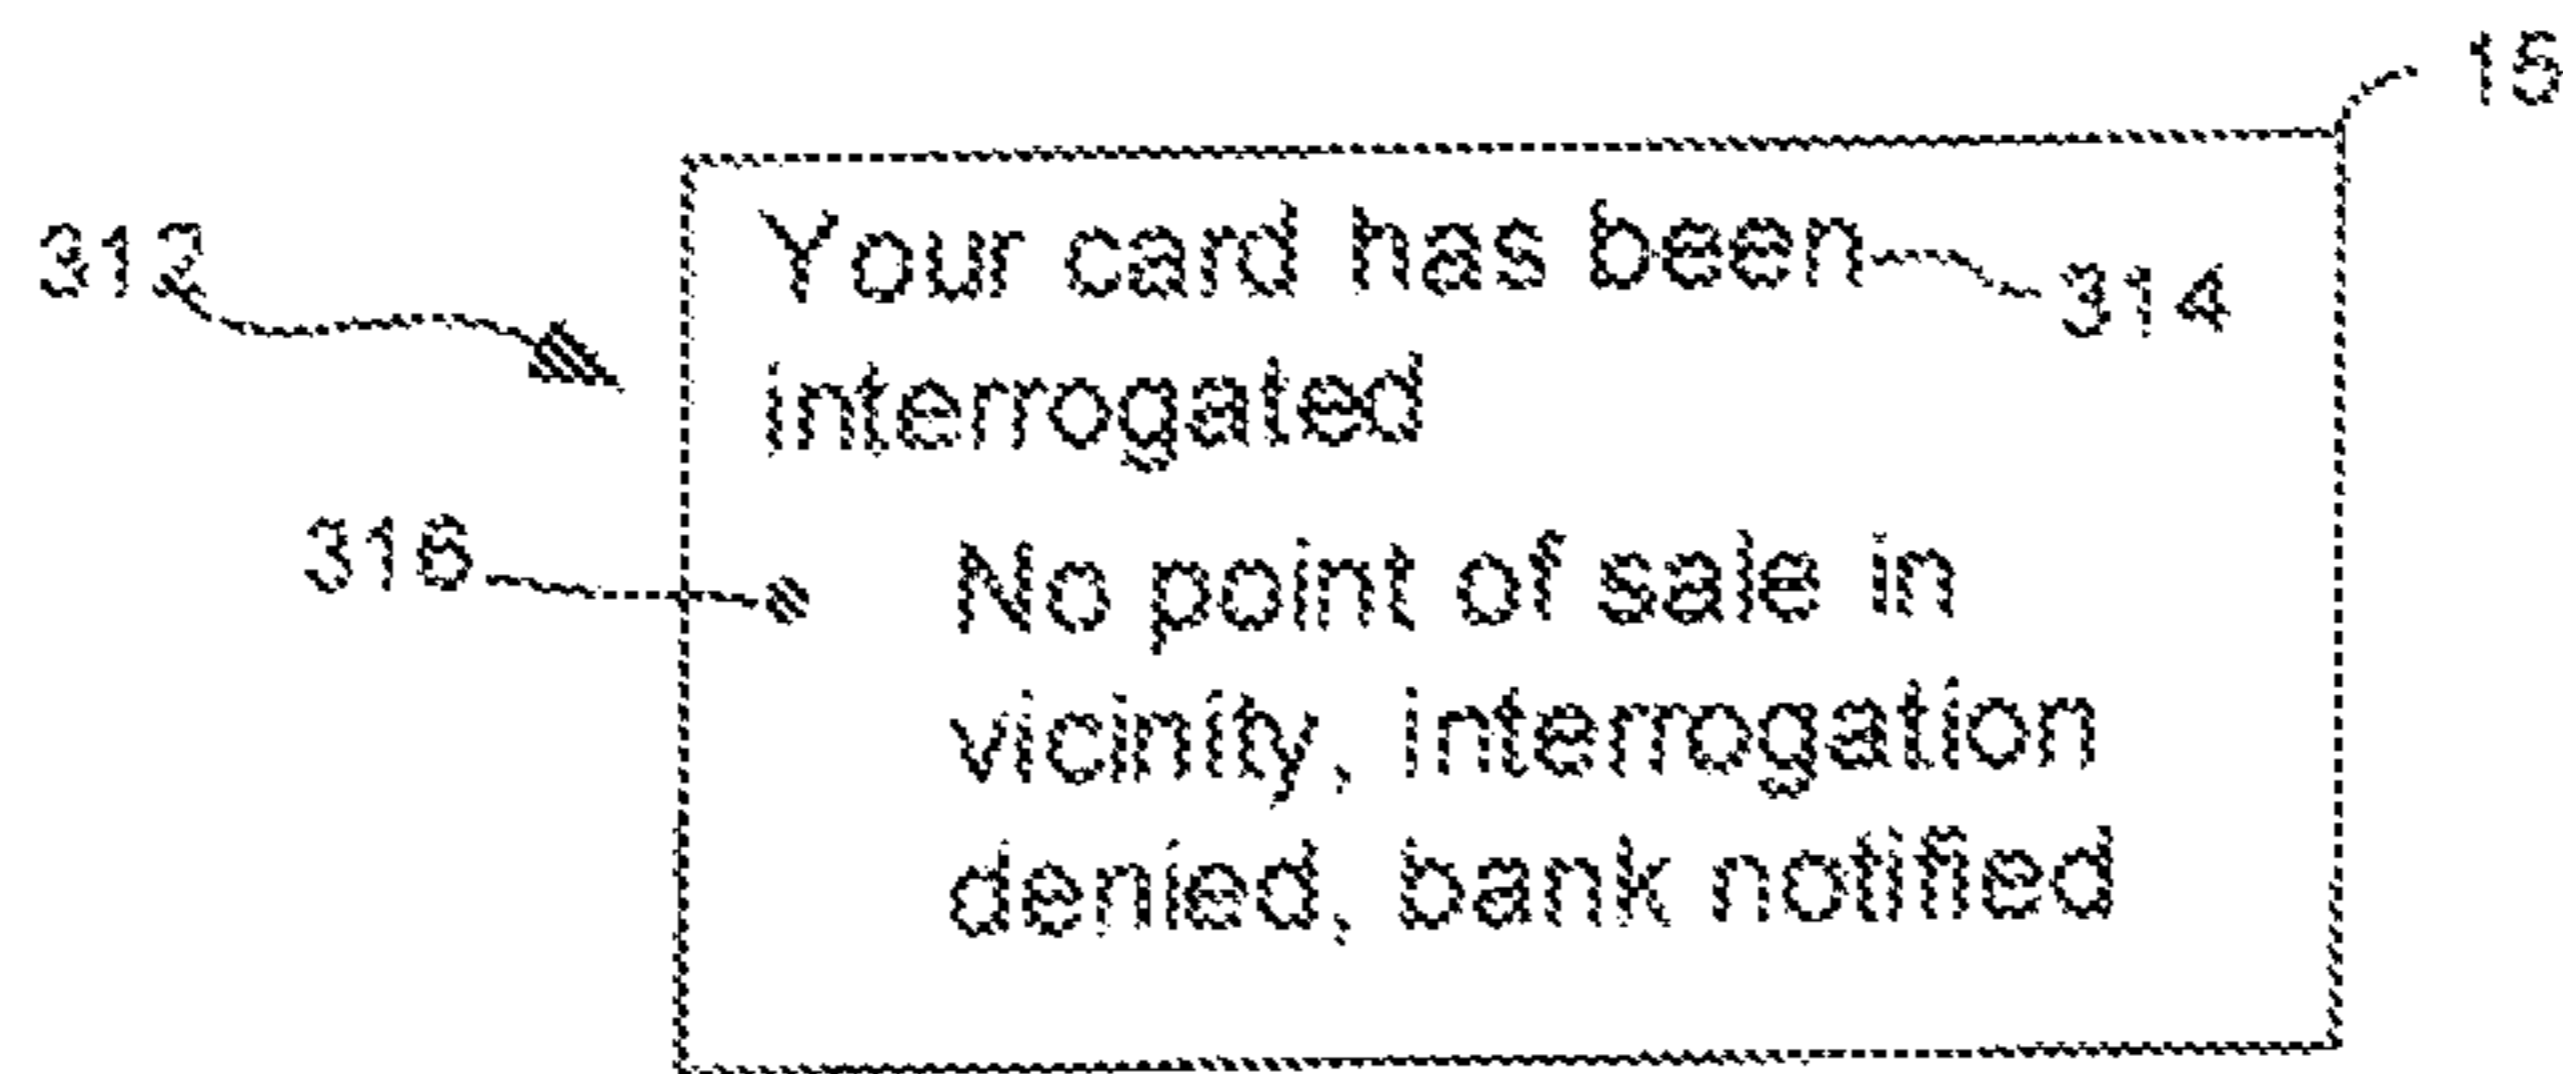 15
Your card has been
314
312
interrogated
316
No point of sale in
vicinity, interrogation
denied, bank notified